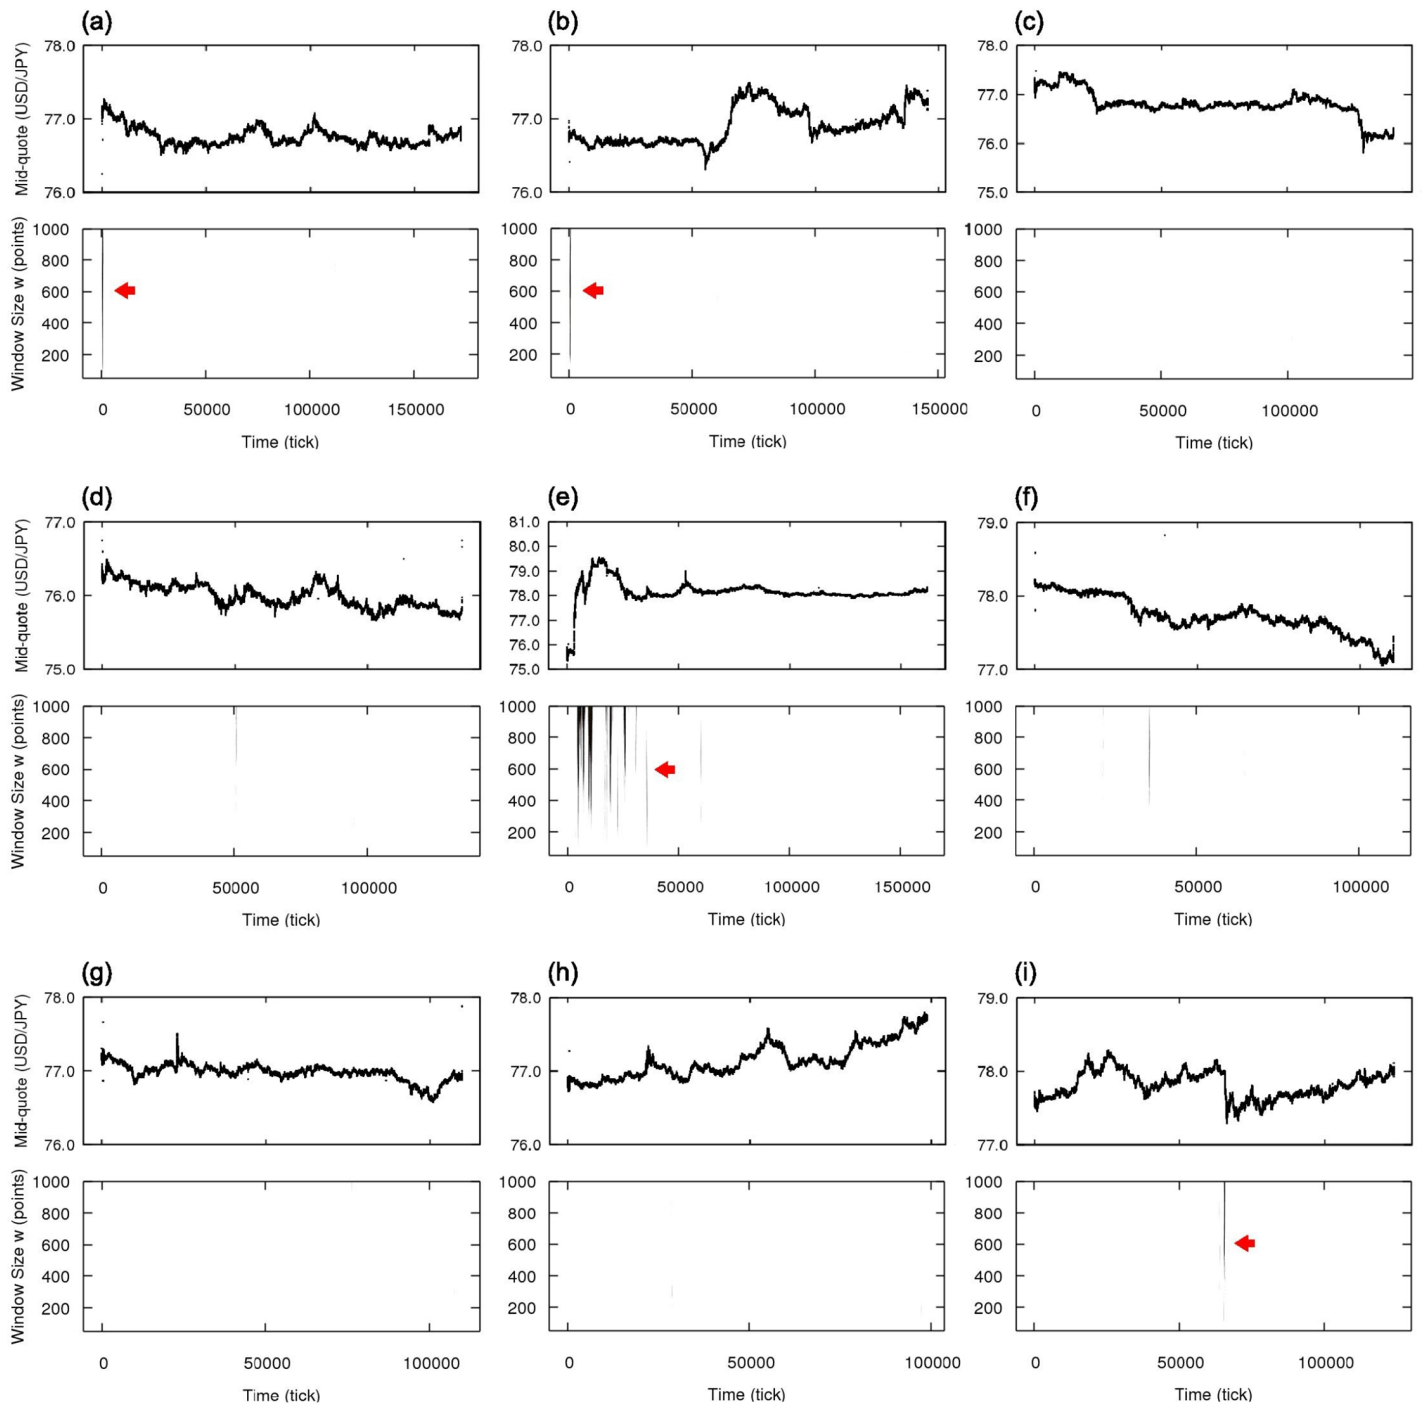 (a) (b) (c)
Mid-quote (USD/JPY) 78.0 77.0 76.0
78.0 77.0 76.0
78.0 77.0 76.0 75.0
Window Size w (points) 1000 800 600 400 200
1000 800 600 400 200
1000 800 600 400 200
0 50000 100000 150000
0 50000 100000 150000
0 50000 100000
Time (tick) Time (tick) Time (tick)
(d) (e) (f)
Mid-quote (USD/JPY) 77.0 76.0 75.0
81.0 80.0 79.0 78.0 77.0 76.0 75.0
79.0 78.0 77.0
Window Size w (points) 1000 800 600 400 200
1000 800 600 400 200
1000 800 600 400 200
0 50000 100000
0 50000 100000 150000
0 50000 100000
Time (tick) Time (tick) Time (tick)
(g) (h) (i)
Mid-quote (USD/JPY) 78.0 77.0 76.0
78.0 77.0 76.0
79.0 78.0 77.0
Window Size w (points) 1000 800 600 400 200
1000 800 600 400 200
1000 800 600 400 200
0 50000 100000
0 50000 100000
0 50000 100000
Time (tick) Time (tick) Time (tick)